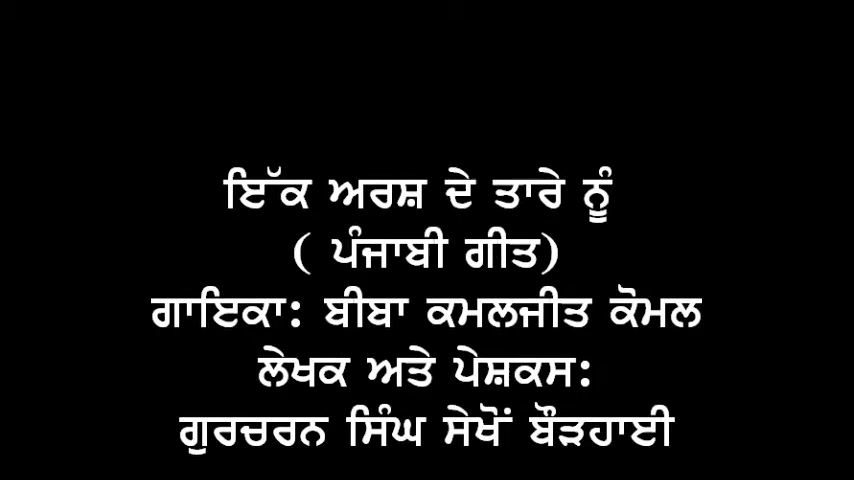 ਇੱਕ ਅਰਸ਼ ਦੇ ਤਾਰੇ ਨੂੰ
( ਪੰਜਾਬੀ ਗੀਤ)
ਗਾਇਕਾ: ਬੀਬਾ ਕਮਲਜੀਤ ਕੋਮਲ
ਲੇਖਕ ਅਤੇ ਪੇਸ਼ਕਸ:
ਗੁਰਚਰਨ ਸਿੰਘ ਸੇਖੋਂ ਬੌੜਹਾਈ